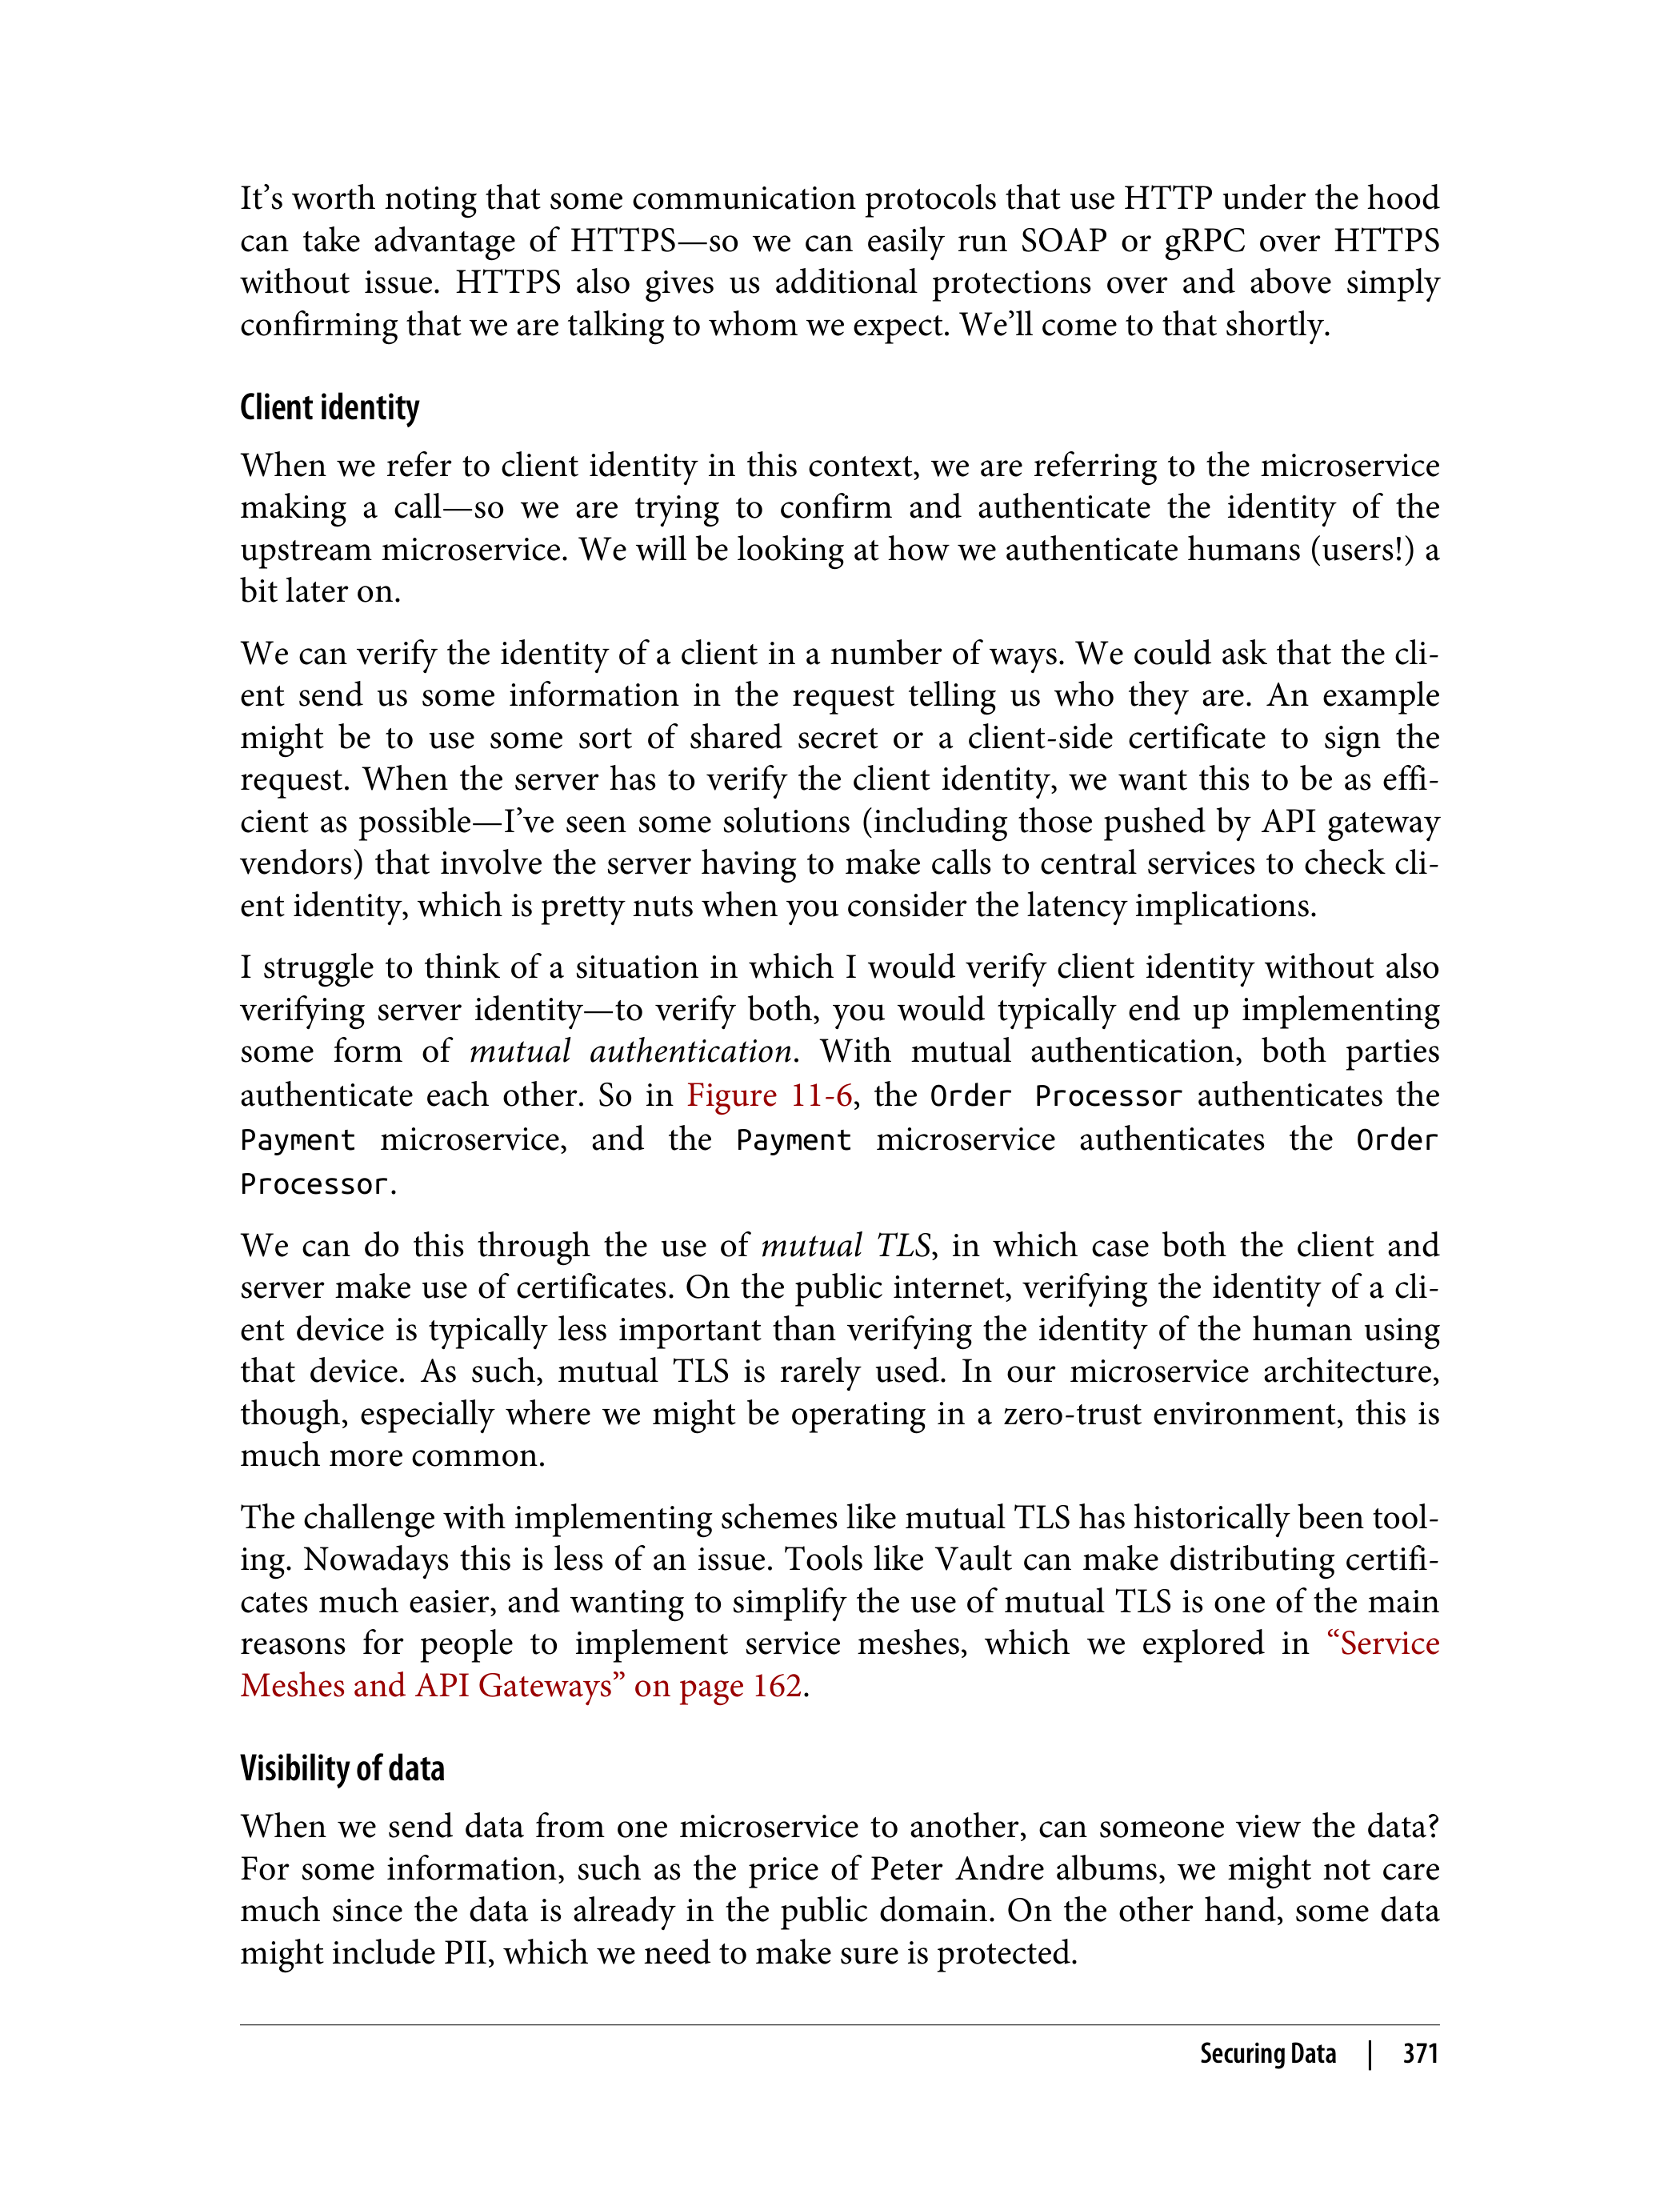 It’s worth noting that some communication protocols that use HTTP under the hood
can take advantage of HTTPS—so we can easily run SOAP or gRPC over HTTPS
without issue. HTTPS also gives us additional protections over and above simply
confirming that we are talking to whom we expect. We’ll come to that shortly.
Client identity
When we refer to client identity in this context, we are referring to the microservice
making a call—so we are trying to confirm and authenticate the identity of the
upstream microservice. We will be looking at how we authenticate humans (users!) a
bit later on.
We can verify the identity of a client in a number of ways. We could ask that the cli-
ent send us some information in the request telling us who they are. An example
might be to use some sort of shared secret or a client-side certificate to sign the
request. When the server has to verify the client identity, we want this to be as effi-
cient as possible—I’ve seen some solutions (including those pushed by API gateway
vendors) that involve the server having to make calls to central services to check cli-
ent identity, which is pretty nuts when you consider the latency implications.
I struggle to think of a situation in which I would verify client identity without also
verifying server identity—to verify both, you would typically end up implementing
some form of mutual authentication. With mutual authentication, both parties
authenticate each other. So in Figure 11-6, the Order Processor authenticates the
Payment microservice, and the Payment microservice authenticates the Order
Processor.
We can do this through the use of mutual TLS, in which case both the client and
server make use of certificates. On the public internet, verifying the identity of a cli-
ent device is typically less important than verifying the identity of the human using
that device. As such, mutual TLS is rarely used. In our microservice architecture,
though, especially where we might be operating in a zero-trust environment, this is
much more common.
The challenge with implementing schemes like mutual TLS has historically been tool-
ing. Nowadays this is less of an issue. Tools like Vault can make distributing certifi-
cates much easier, and wanting to simplify the use of mutual TLS is one of the main
reasons for people to implement service meshes, which we explored in “Service
Meshes and API Gateways” on page 162.
Visibility of data
When we send data from one microservice to another, can someone view the data?
For some information, such as the price of Peter Andre albums, we might not care
much since the data is already in the public domain. On the other hand, some data
might include PII, which we need to make sure is protected.
Securing Data | 371